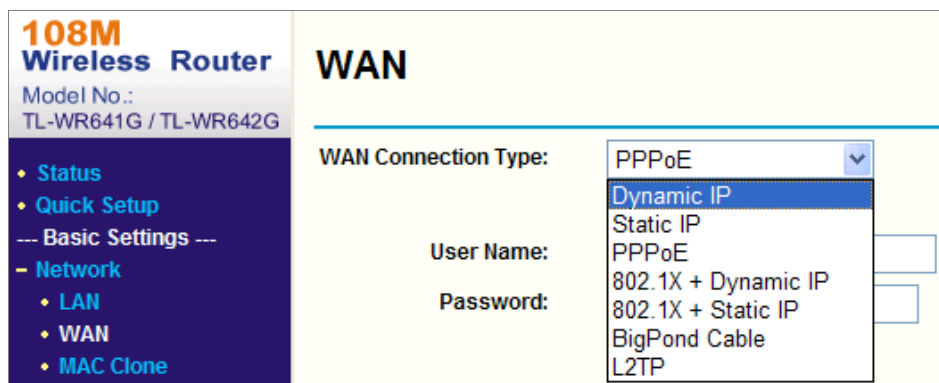 108M
Wireless Router
Model No.:
TL-WR641G / TL-WR642G
• Status
• Quick Setup
--- Basic Settings ---
– Network
• LAN
• WAN
• MAC Clone
WAN
WAN Connection Type:
PPPoE
Dynamic IP
Static IP
PPPoE
802.1X + Dynamic IP
802.1X + Static IP
BigPond Cable
L2TP
User Name:
Password: